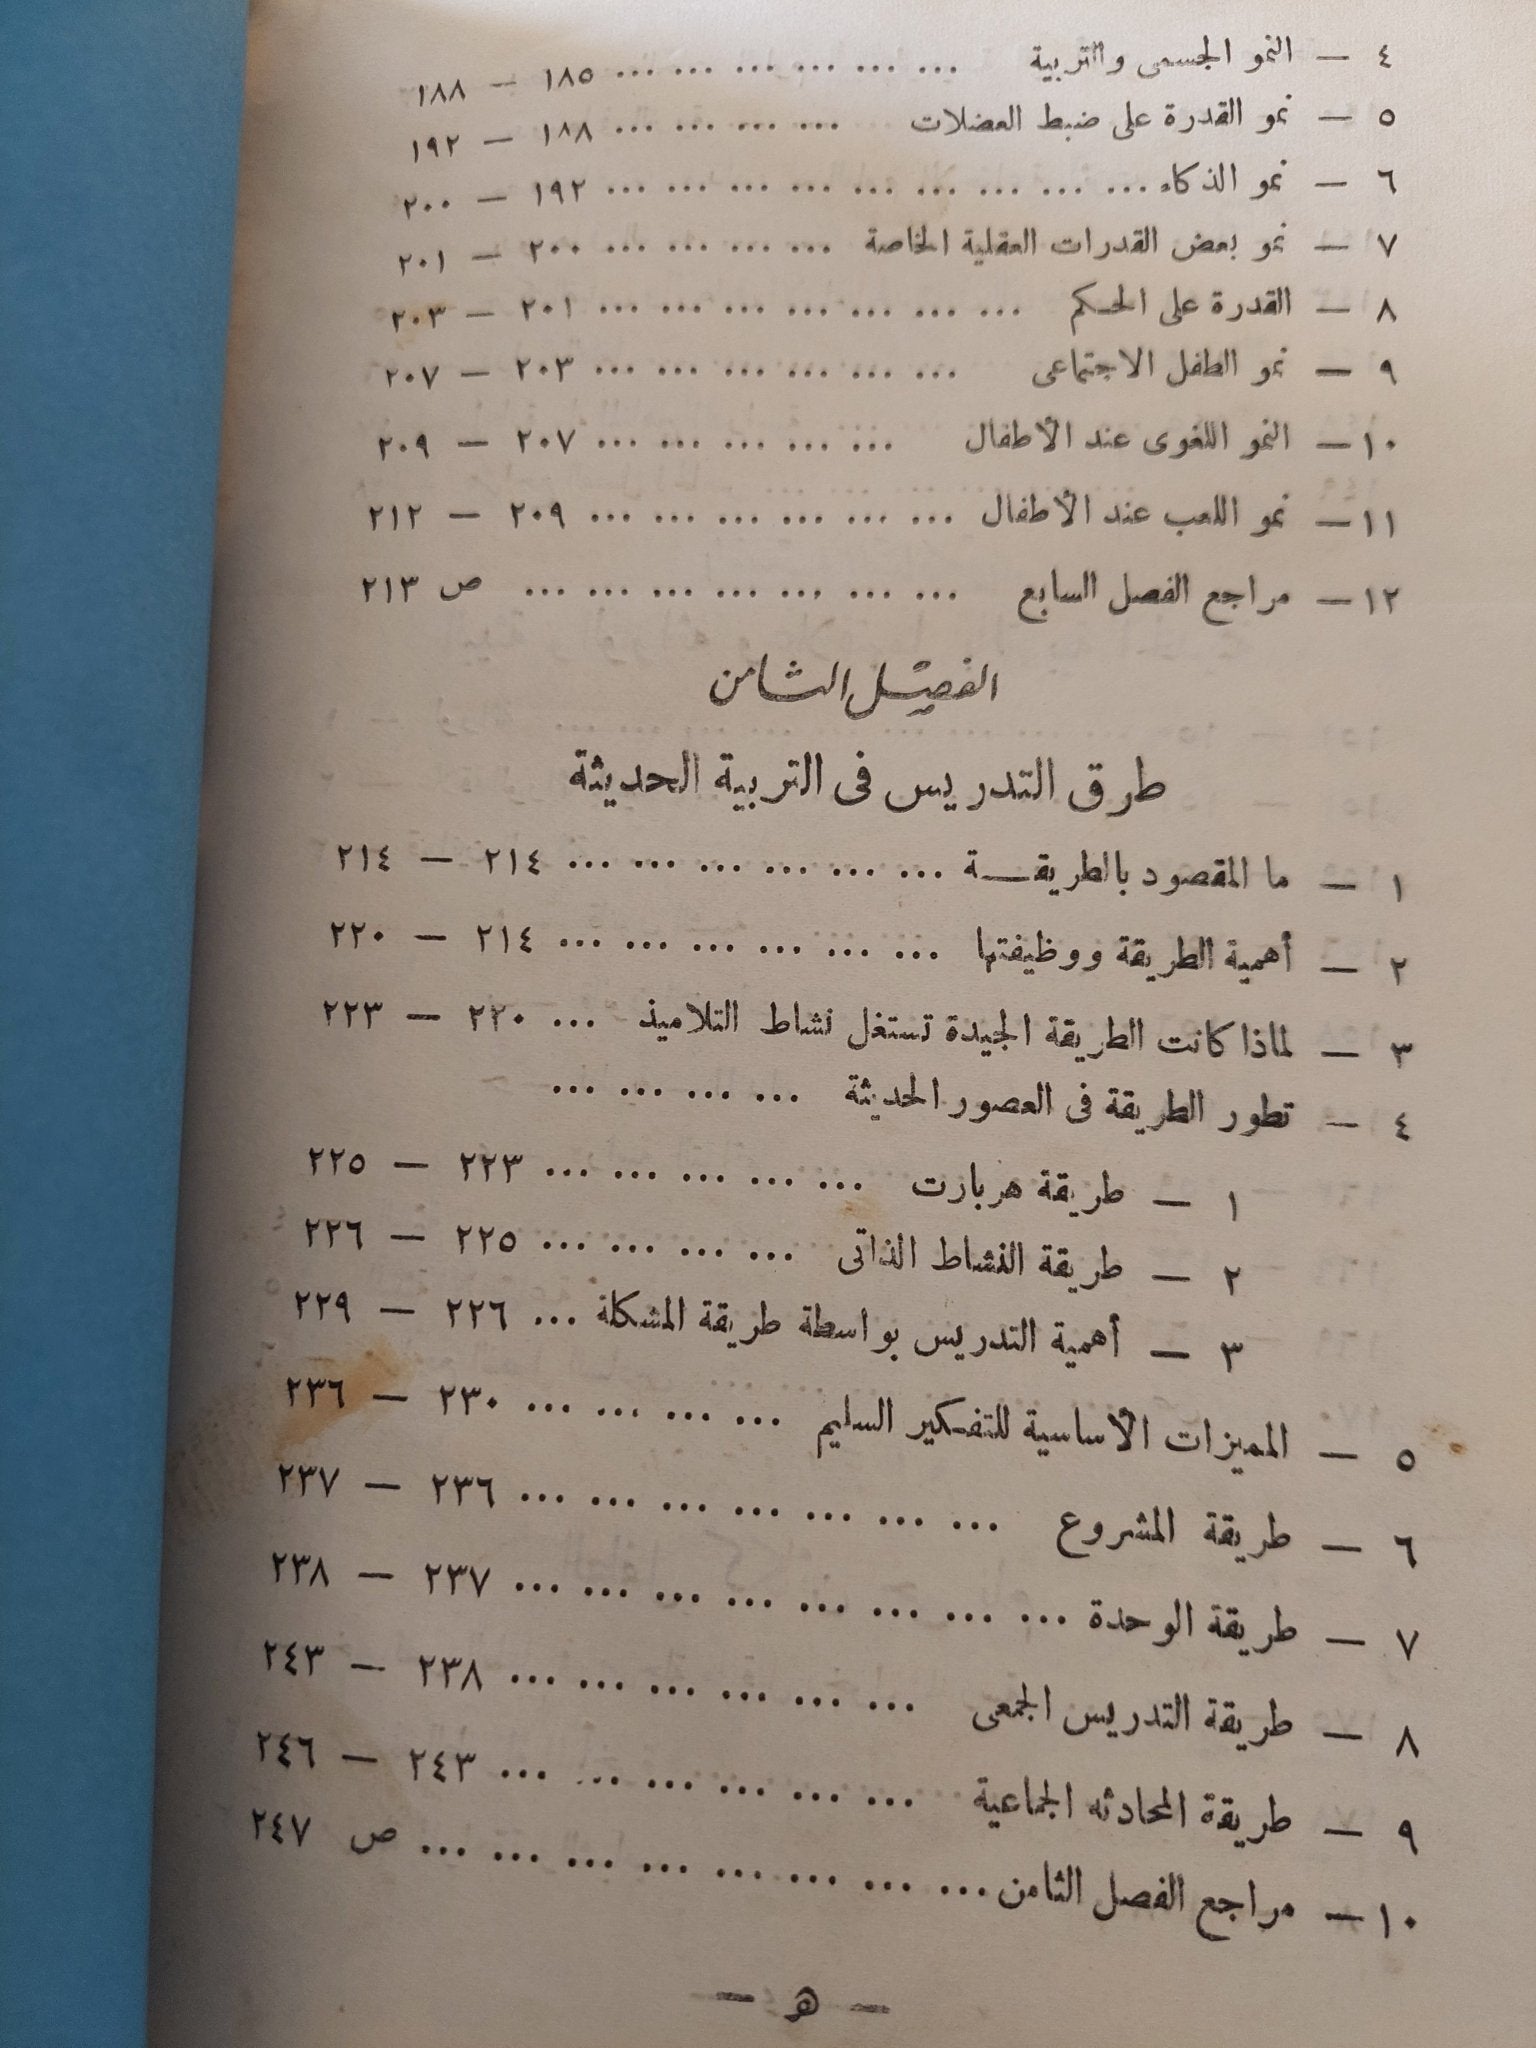 ٤ — النمو الجسمى والتربية ... ... ... ... ... ... ١٨٥ — ١٨٨
٥ — نمو القدرة على ضبط العضلات ... ... ... ... ١٨٨ — ١٩٢
٦ — نمو الذكاء ... ... ... ... ... ... ... ... ... ١٩٢ — ٢٠٠
٧ — نمو بعض القدرات العقلية الخاصة ... ... ... ... ٢٠٠ — ٢٠١
٨ — القدرة على الحكم ... ... ... ... ... ... ... ٢٠١ — ٢٠٣
٩ — نمو الطفل الاجتماعى ... ... ... ... ... ... ٢٠٣ — ٢٠٧
١٠ — النمو اللغوى عند الأطفال ... ... ... ... ... ٢٠٧ — ٢٠٩
١١ — نمو اللعب عند الأطفال ... ... ... ... ... ... ٢٠٩ — ٢١٢
١٢ — مراجع الفصل السابع ... ... ... ... ... ... ... ص ٢١٣
الفصل الثامن
طرق التدريس فى التربية الحديثة
١ — ما المقصود بالطريقـــة ... ... ... ... ... ... ٢١٤ — ٢١٤
٢ — أهمية الطريقة ووظيفتها ... ... ... ... ... ... ٢١٤ — ٢٢٠
٣ — لماذا كانت الطريقة الجيدة تستغل نشاط التلاميذ ... ٢٢٠ — ٢٢٣
٤ — تطور الطريقة فى العصور الحديثة ... ... ... ...
١ — طريقة هربارت ... ... ... ... ... ٢٢٣ — ٢٢٥
٢ — طريقة النشاط الذاتى ... ... ... ... ٢٢٥ — ٢٢٦
٣ — أهمية التدريس بواسطة طريقة المشكلة ... ٢٢٦ — ٢٢٩
٥ — المميزات الأساسية للتفكير السليم ... ... ... ... ٢٣٠ — ٢٣٦
٦ — طريقة المشروع ... ... ... ... ... ... ... ٢٣٦ — ٢٣٧
٧ — طريقة الوحدة ... ... ... ... ... ... ... ... ٢٣٧ — ٢٣٨
٨ — طريقة التدريس الجمعى ... ... ... ... ... ... ٢٣٨ — ٢٤٣
٩ — طريقة المحادثه الجماعية ... ... ... ... ... ... ٢٤٣ — ٢٤٦
١٠ — مراجع الفصل الثامن ... ... ... ... ... ... ... ... ص ٢٤٧
— ه —